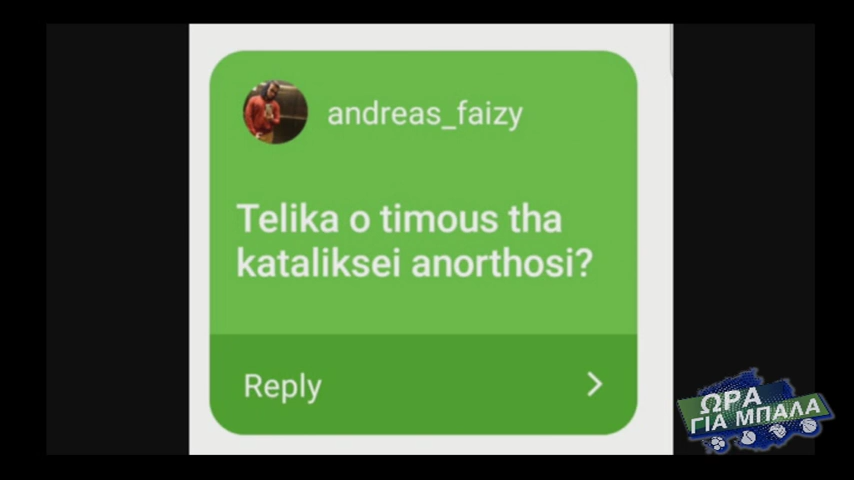 andreas_faizy
Telika o timous tha
kataliksei anorthosi?
Reply
ΩΡΑ
ΓΙΑ ΜΠΑΛΑ